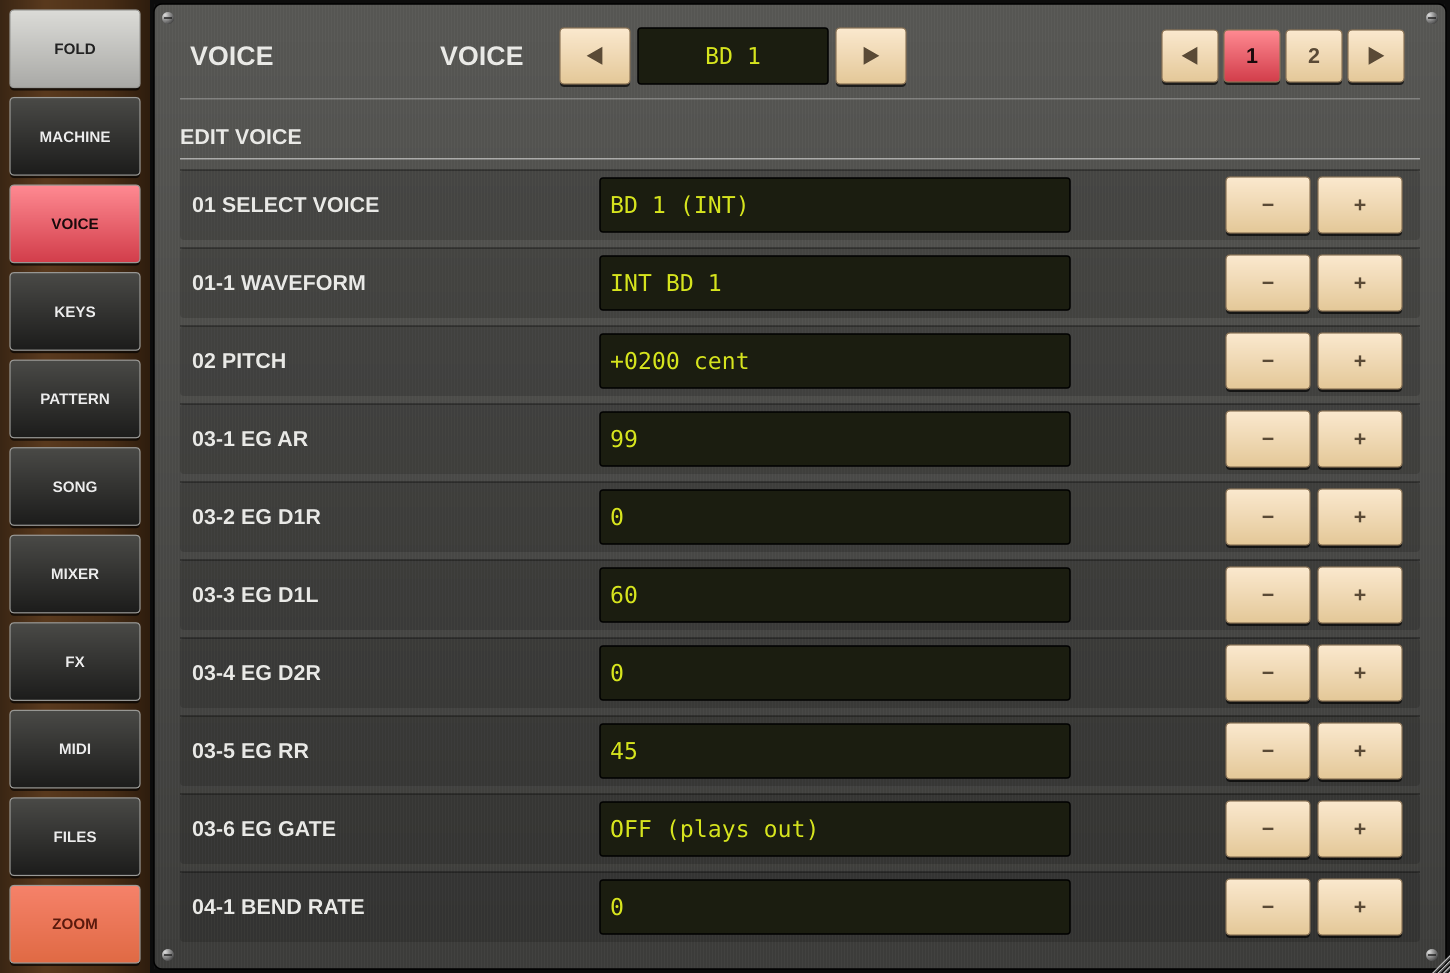 FOLD
MACHINE
VOICE
KEYS
PATTERN
SONG
MIXER
FX
MIDI
FILES
ZOOM
VOICE VOICE ◀ BD 1 ▶ ◀ 1 2 ▶
EDIT VOICE
01 SELECT VOICE BD 1 (INT) − +
01-1 WAVEFORM INT BD 1 − +
02 PITCH +0200 cent − +
03-1 EG AR 99 − +
03-2 EG D1R 0 − +
03-3 EG D1L 60 − +
03-4 EG D2R 0 − +
03-5 EG RR 45 − +
03-6 EG GATE OFF (plays out) − +
04-1 BEND RATE 0 − +